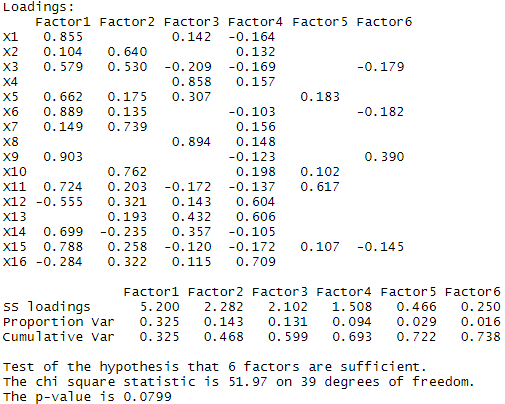 Loadings:
    Factor1 Factor2 Factor3 Factor4 Factor5 Factor6
X1   0.855           0.142  -0.164
X2   0.104   0.640           0.132
X3   0.579   0.530  -0.209  -0.169          -0.179
X4                   0.858   0.157
X5   0.662   0.175   0.307           0.183
X6   0.889   0.135          -0.103          -0.182
X7   0.149   0.739           0.156
X8                   0.894   0.148
X9   0.903                  -0.123           0.390
X10          0.762           0.198   0.102
X11  0.724   0.203  -0.172  -0.137   0.617
X12 -0.555   0.321   0.143   0.604
X13          0.193   0.432   0.606
X14  0.699  -0.235   0.357  -0.105
X15  0.788   0.258  -0.120  -0.172   0.107  -0.145
X16 -0.284   0.322   0.115   0.709
               Factor1 Factor2 Factor3 Factor4 Factor5 Factor6
SS loadings      5.200   2.282   2.102   1.508   0.466   0.250
Proportion Var   0.325   0.143   0.131   0.094   0.029   0.016
Cumulative Var   0.325   0.468   0.599   0.693   0.722   0.738
Test of the hypothesis that 6 factors are sufficient.
The chi square statistic is 51.97 on 39 degrees of freedom.
The p-value is 0.0799